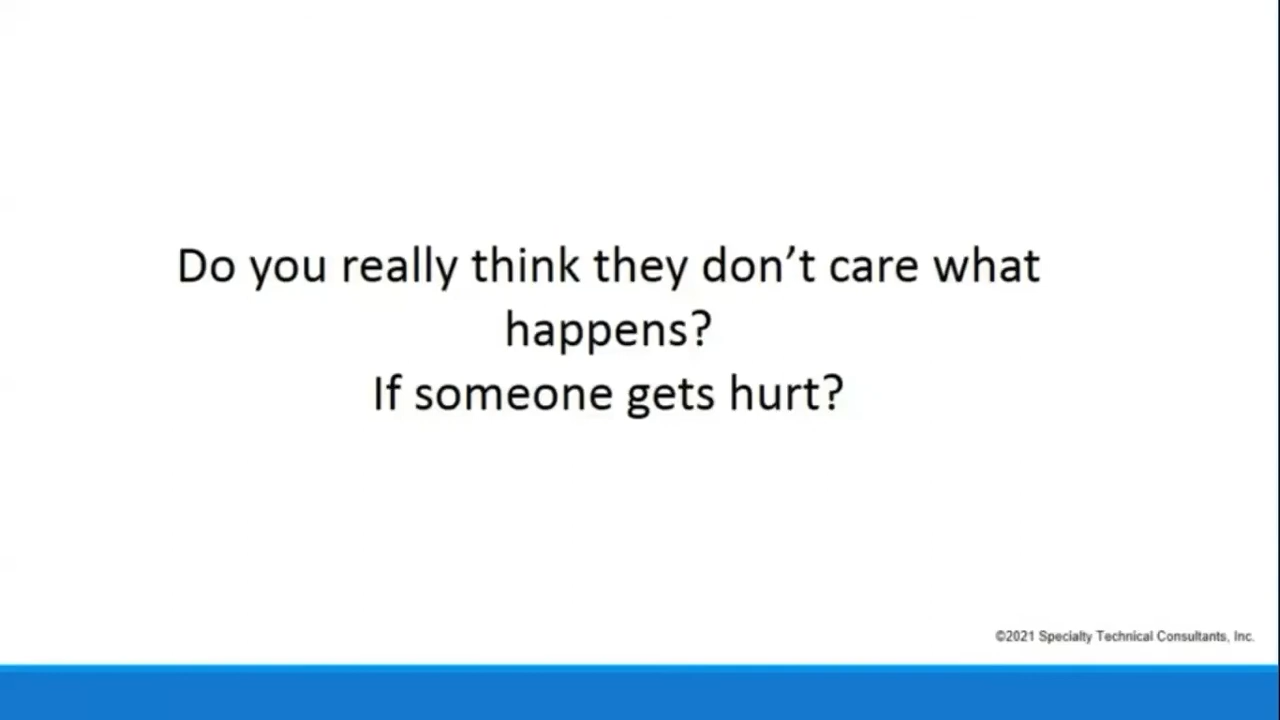 Do you really think they don’t care what
happens?
If someone gets hurt?
©2021 Specialty Technical Consultants, Inc.